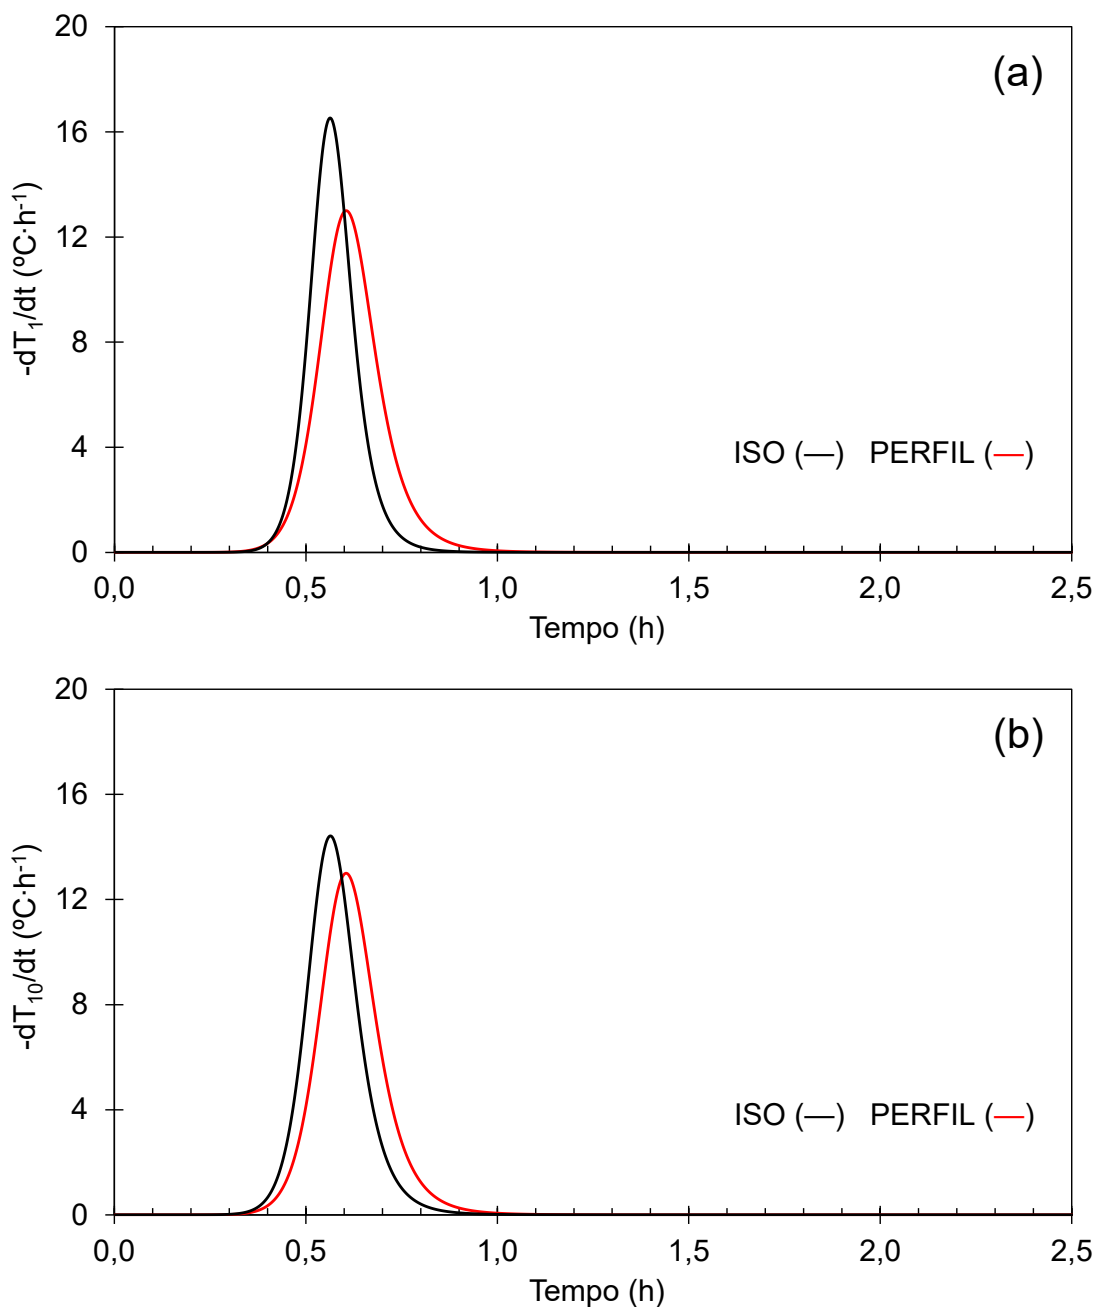 20
(a)
16
12
-dT₁/dt (ºC·h⁻¹)
8
ISO (—) PERFIL (—)
4
0
0,0 0,5 1,0 1,5 2,0 2,5
Tempo (h)
20
(b)
16
12
-dT₁₀/dt (ºC·h⁻¹)
8
ISO (—) PERFIL (—)
4
0
0,0 0,5 1,0 1,5 2,0 2,5
Tempo (h)